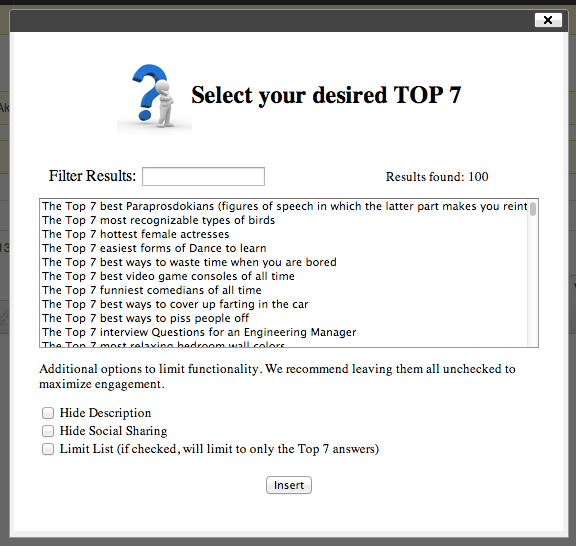 Select your desired TOP 7
Filter Results:
Results found: 100
The Top 7 best Paraprosdokians (figures of speech in which the latter part makes you reint
The Top 7 most recognizable types of birds
The Top 7 hottest female actresses
The Top 7 easiest forms of Dance to learn
The Top 7 best ways to waste time when you are bored
The Top 7 best video game consoles of all time
The Top 7 funniest comedians of all time
The Top 7 best ways to cover up farting in the car
The Top 7 best ways to piss people off
The Top 7 interview Questions for an Engineering Manager
The Top 7 most relaxing bedroom wall colors
Additional options to limit functionality. We recommend leaving them all unchecked to
maximize engagement.
Hide Description
Hide Social Sharing
Limit List (if checked, will limit to only the Top 7 answers)
Insert